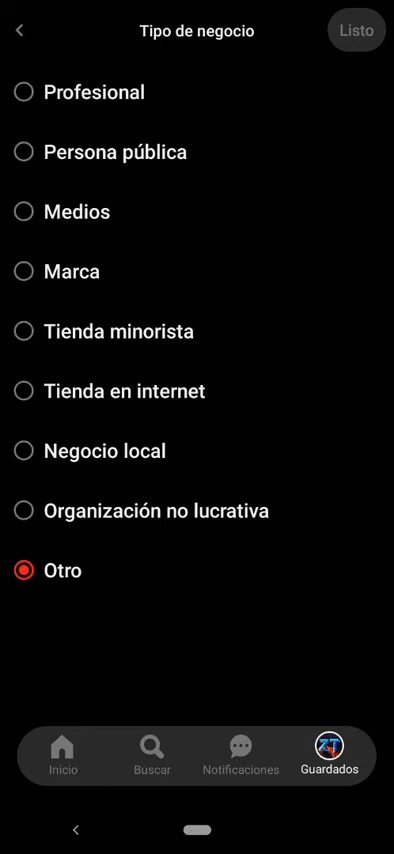 Tipo de negocio
Listo
Profesional
Persona pública
Medios
Marca
Tienda minorista
Tienda en internet
Negocio local
Organización no lucrativa
Otro
ZT
Inicio
Buscar
Notificaciones
Guardados